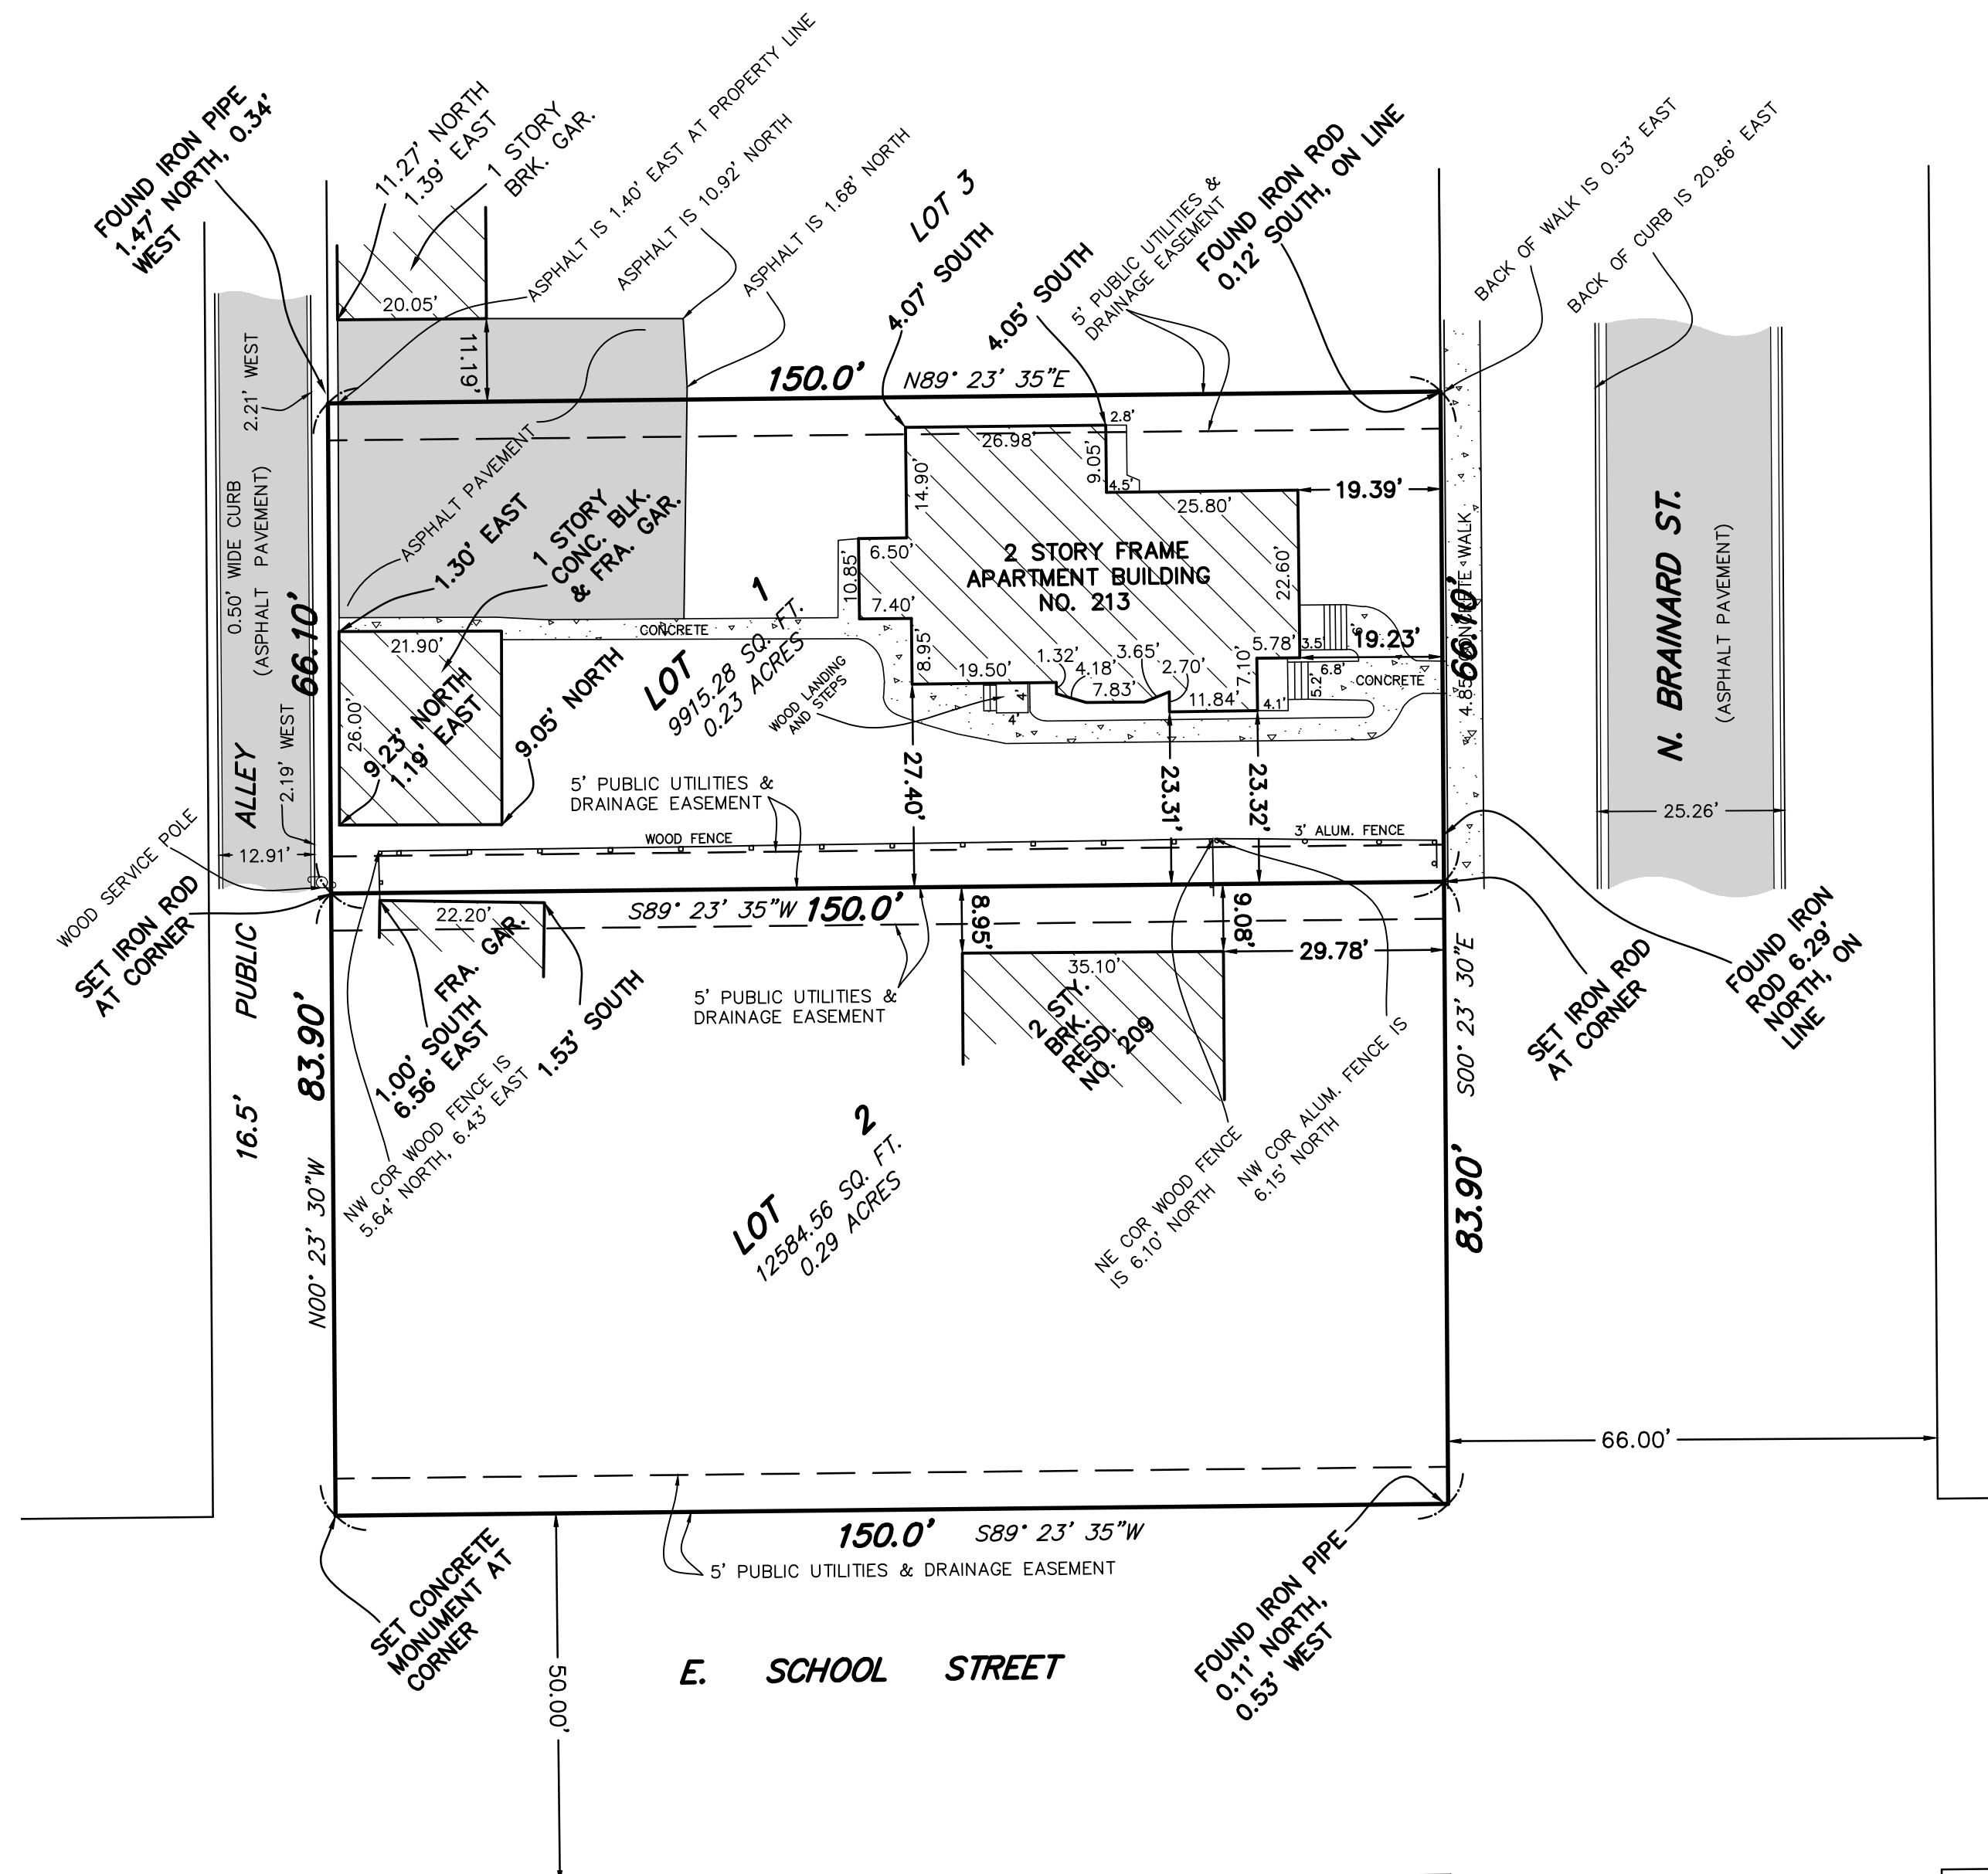 FOUND IRON PIPE
1.47' NORTH, 0.34'
WEST
11.27' NORTH
1.39' EAST
1 STORY
BRK. GAR.
ASPHALT IS 1.40' EAST AT PROPERTY LINE
ASPHALT IS 10.92' NORTH
ASPHALT IS 1.68' NORTH
LOT 3
4.07' SOUTH
4.05' SOUTH
5' PUBLIC UTILITIES &
DRAINAGE EASEMENT
FOUND IRON ROD
0.12' SOUTH, ON LINE
BACK OF WALK IS 0.53' EAST
BACK OF CURB IS 20.86' EAST
20.05'
11.19'
150.0'
N89° 23' 35"E
2.21' WEST
0.50' WIDE CURB
(ASPHALT PAVEMENT)
ASPHALT PAVEMENT
1.30' EAST
1 STORY
CONC. BLK.
& FRA. GAR.
2.8'
26.98'
9.05'
14.90'
4.5'
25.80'
19.39'
6.50'
10.85'
7.40'
2 STORY FRAME
APARTMENT BUILDING
NO. 213
22.60'
66.10'
66.10'
4.85' CONCRETE WALK
N. BRAINARD ST.
(ASPHALT PAVEMENT)
CONCRETE
21.90'
26.00'
LOT 1
9915.28 SQ. FT.
0.23 ACRES
8.95'
19.50'
1.32'
4.18'
3.65'
7.83'
2.70'
11.84'
7.10'
5.78'
3.5'
6'
19.23'
6.8'
5.2'
4.1'
CONCRETE
4'
4'
WOOD LANDING
AND STEPS
9.23' NORTH
1.19' EAST
9.05' NORTH
2.19' WEST
27.40'
23.31'
23.32'
5' PUBLIC UTILITIES &
DRAINAGE EASEMENT
WOOD FENCE
3' ALUM. FENCE
25.26'
12.91'
WOOD SERVICE POLE
SET IRON ROD
AT CORNER
16.5' PUBLIC ALLEY
S89° 23' 35"W
150.0'
22.20'
FRA. GAR.
1.00' SOUTH
6.56' EAST
1.53' SOUTH
8.95'
9.08'
29.78'
35.10'
2 STY.
BRK.
RESD.
NO. 209
5' PUBLIC UTILITIES &
DRAINAGE EASEMENT
83.90'
N00° 23' 30"W
NW COR WOOD FENCE IS
5.64' NORTH, 6.43' EAST
LOT 2
12584.56 SQ. FT.
0.29 ACRES
NE COR WOOD FENCE
IS 6.10' NORTH
NW COR ALUM. FENCE IS
6.15' NORTH
S00° 23' 30"E
83.90'
SET IRON ROD
AT CORNER
FOUND IRON
ROD 6.29'
NORTH, ON
LINE
66.00'
150.0'
S89° 23' 35"W
5' PUBLIC UTILITIES & DRAINAGE EASEMENT
SET CONCRETE
MONUMENT AT
CORNER
FOUND IRON PIPE
0.11' NORTH,
0.53' WEST
50.00'
E. SCHOOL STREET